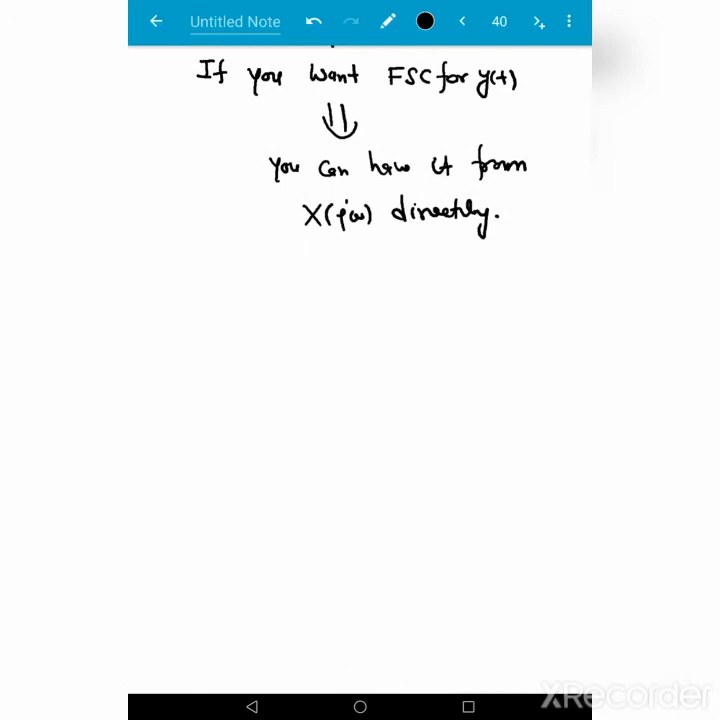 Untitled Note
40
If you want FSC for y(t)
⇓
you can have it from
X(jω) directly.
XRecorder